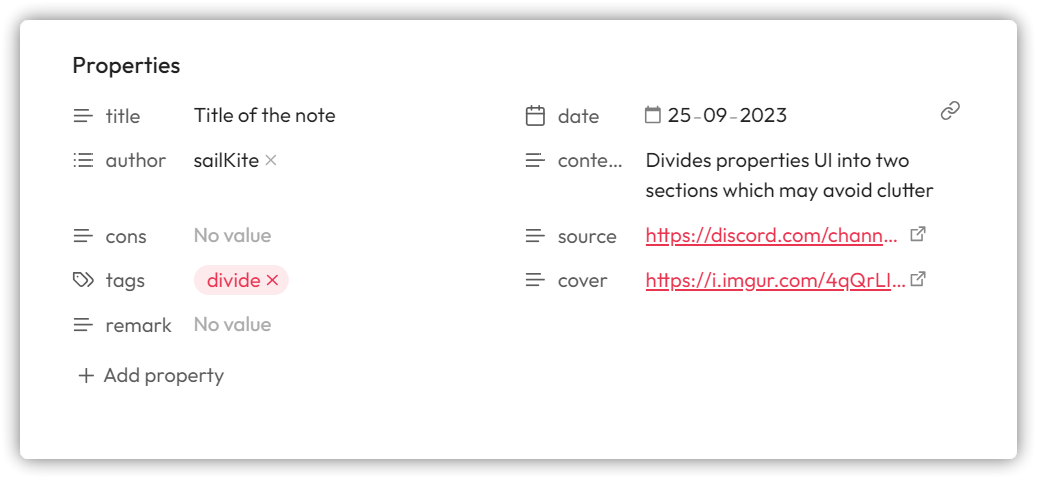 Properties
title Title of the note date 25-09-2023
author sailKite × conte... Divides properties UI into two
sections which may avoid clutter
cons No value source https://discord.com/chann...
tags divide × cover https://i.imgur.com/4qQrLI...
remark No value
+ Add property